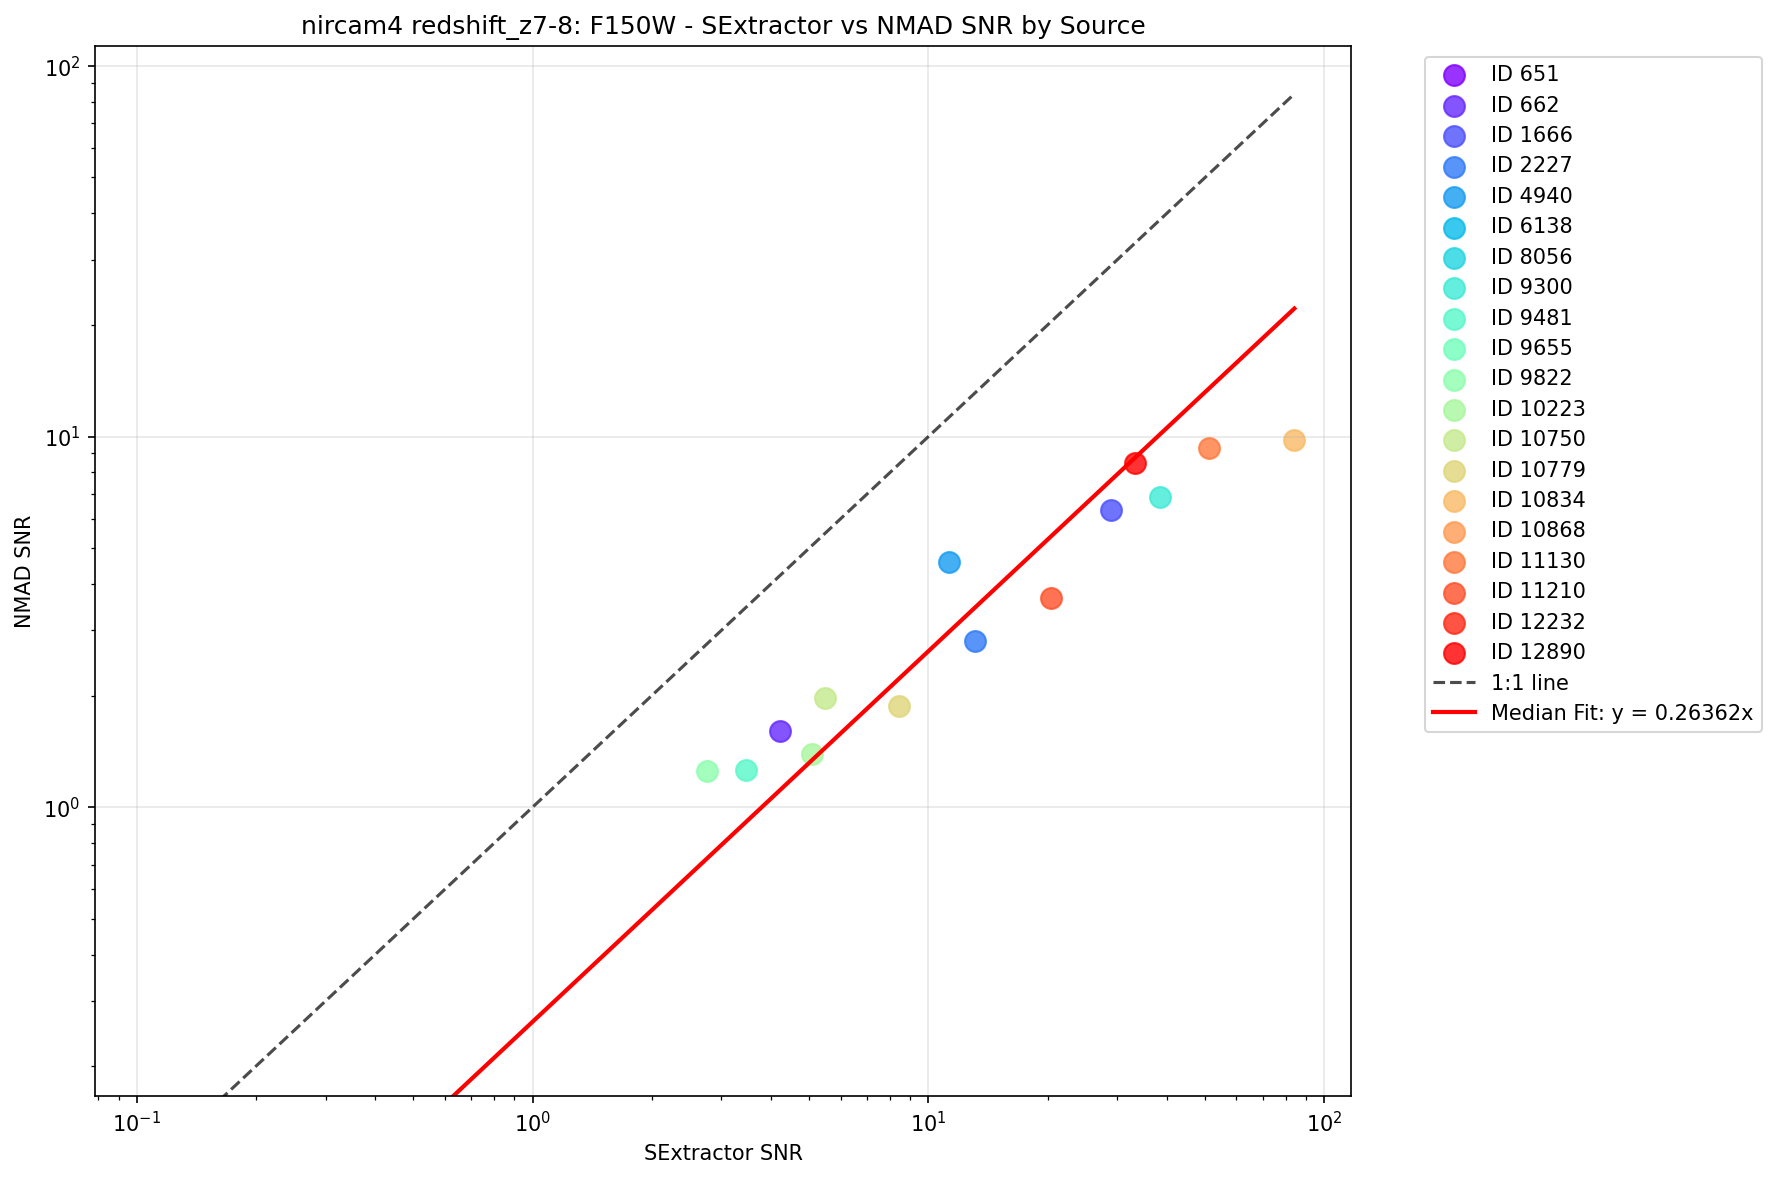 nircam4 redshift_z7-8: F150W - SExtractor vs NMAD SNR by Source
10²
10¹
10⁰
NMAD SNR
10⁻¹ 10⁰ 10¹ 10²
SExtractor SNR
ID 651
ID 662
ID 1666
ID 2227
ID 4940
ID 6138
ID 8056
ID 9300
ID 9481
ID 9655
ID 9822
ID 10223
ID 10750
ID 10779
ID 10834
ID 10868
ID 11130
ID 11210
ID 12232
ID 12890
1:1 line
Median Fit: y = 0.26362x